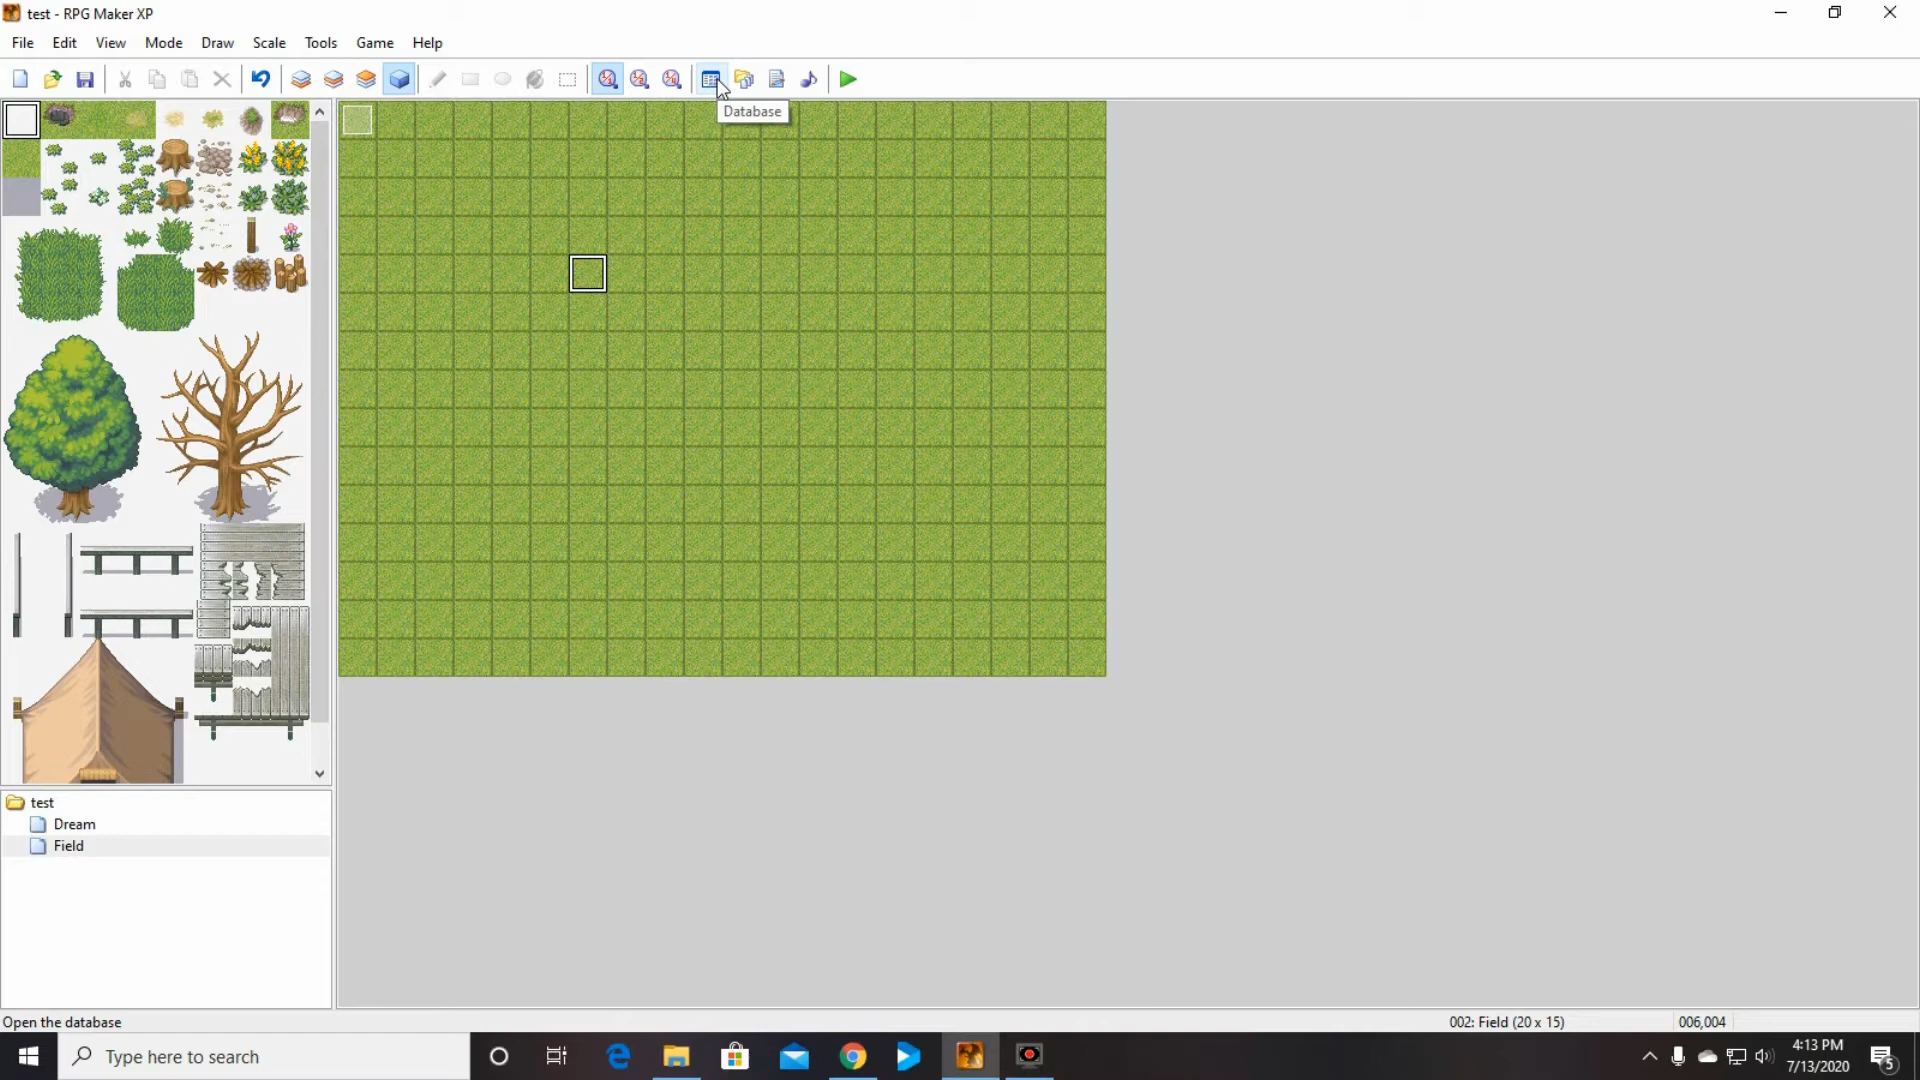 test - RPG Maker XP
File Edit View Mode Draw Scale Tools Game Help
Database
test
Dream
Field
Open the database
002: Field (20 x 15)
006,004
Type here to search
4:13 PM
7/13/2020
5